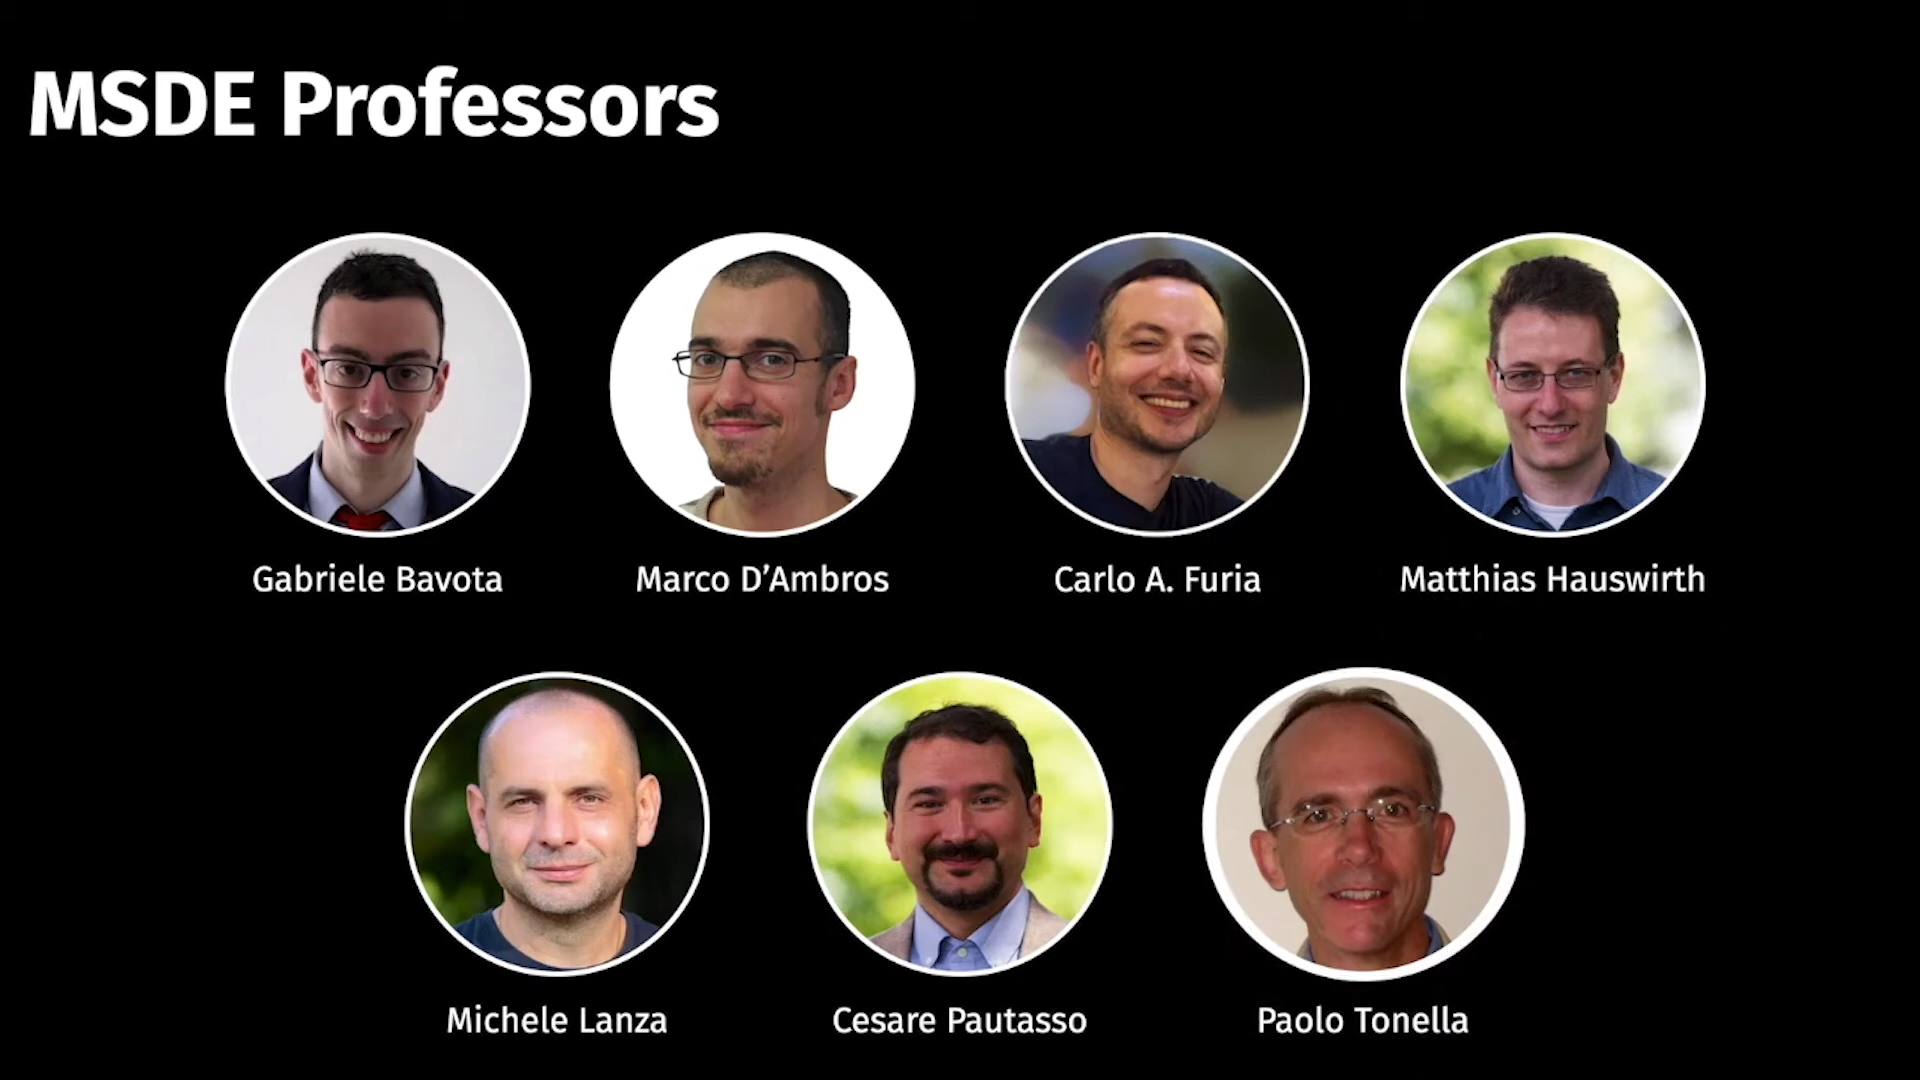 MSDE Professors
Gabriele Bavota
Marco D’Ambros
Carlo A. Furia
Matthias Hauswirth
Michele Lanza
Cesare Pautasso
Paolo Tonella